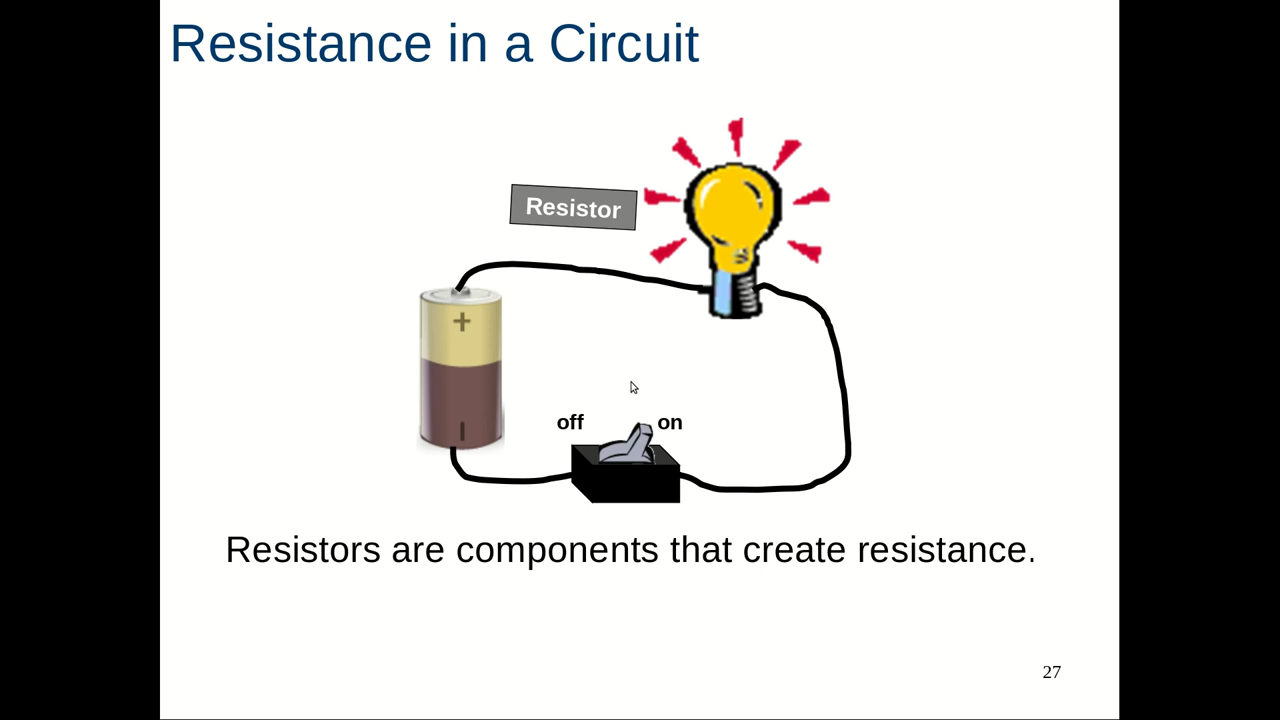 Resistance in a Circuit
Resistor
+
off on
Resistors are components that create resistance.
27